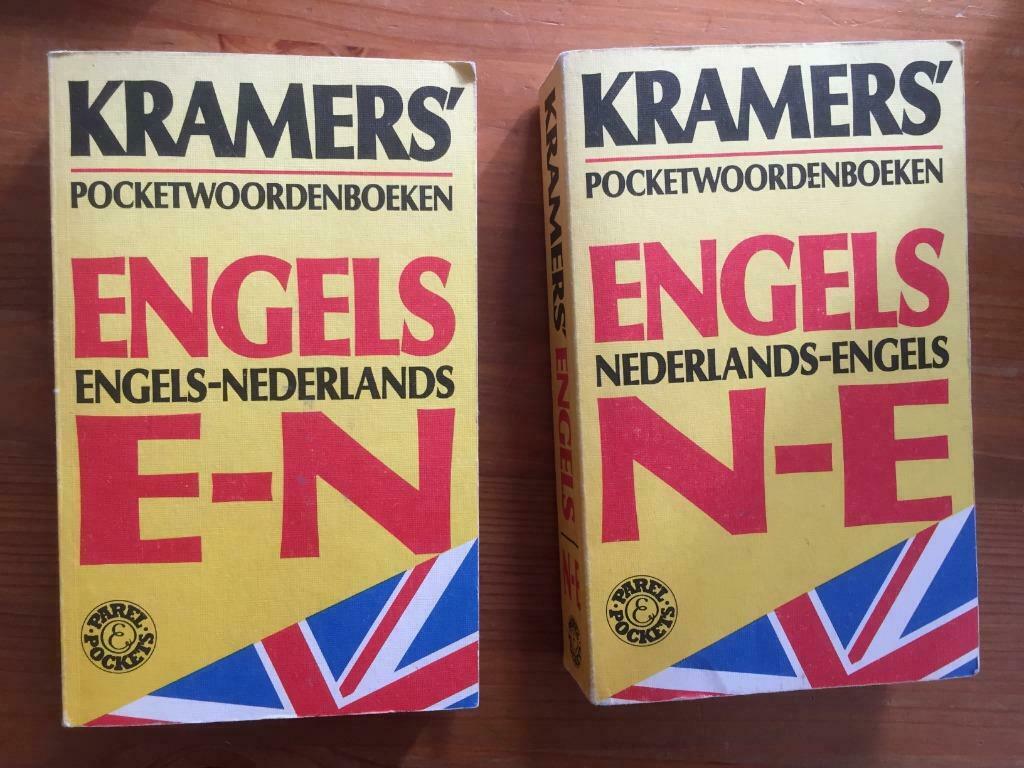 KRAMERS'
POCKETWOORDENBOEKEN
ENGELS
ENGELS-NEDERLANDS
E-N
PAREL
&
POCKETS
KRAMERS' ENGELS / N-E
KRAMERS'
POCKETWOORDENBOEKEN
ENGELS
NEDERLANDS-ENGELS
N-E
PAREL
&
POCKETS